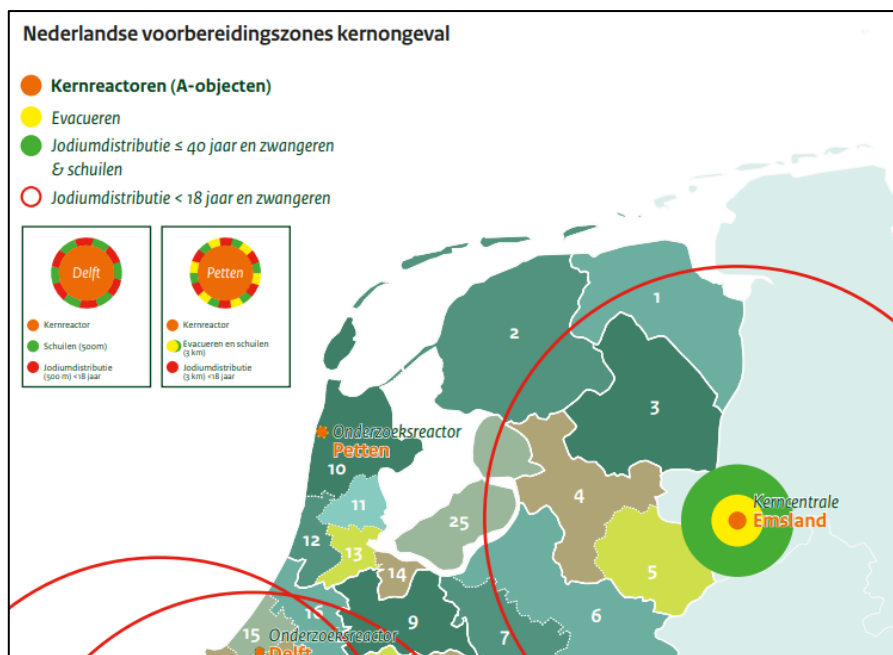 Nederlandse voorbereidingszones kernongeval
Kernreactoren (A-objecten)
Evacueren
Jodiumdistributie ≤ 40 jaar en zwangeren
& schuilen
Jodiumdistributie < 18 jaar en zwangeren
Delft
Kernreactor
Schuilen (500m)
Jodiumdistributie
(500 m) <18 jaar
Petten
Kernreactor
Evacueren en schuilen
(3 km)
Jodiumdistributie
(3 km) <18 jaar
1
2
3
Onderzoeksreactor
Petten
10
4
Kerncentrale
Emsland
11
25
12
13
5
14
16
9
6
7
15
Onderzoeksreactor
Delft